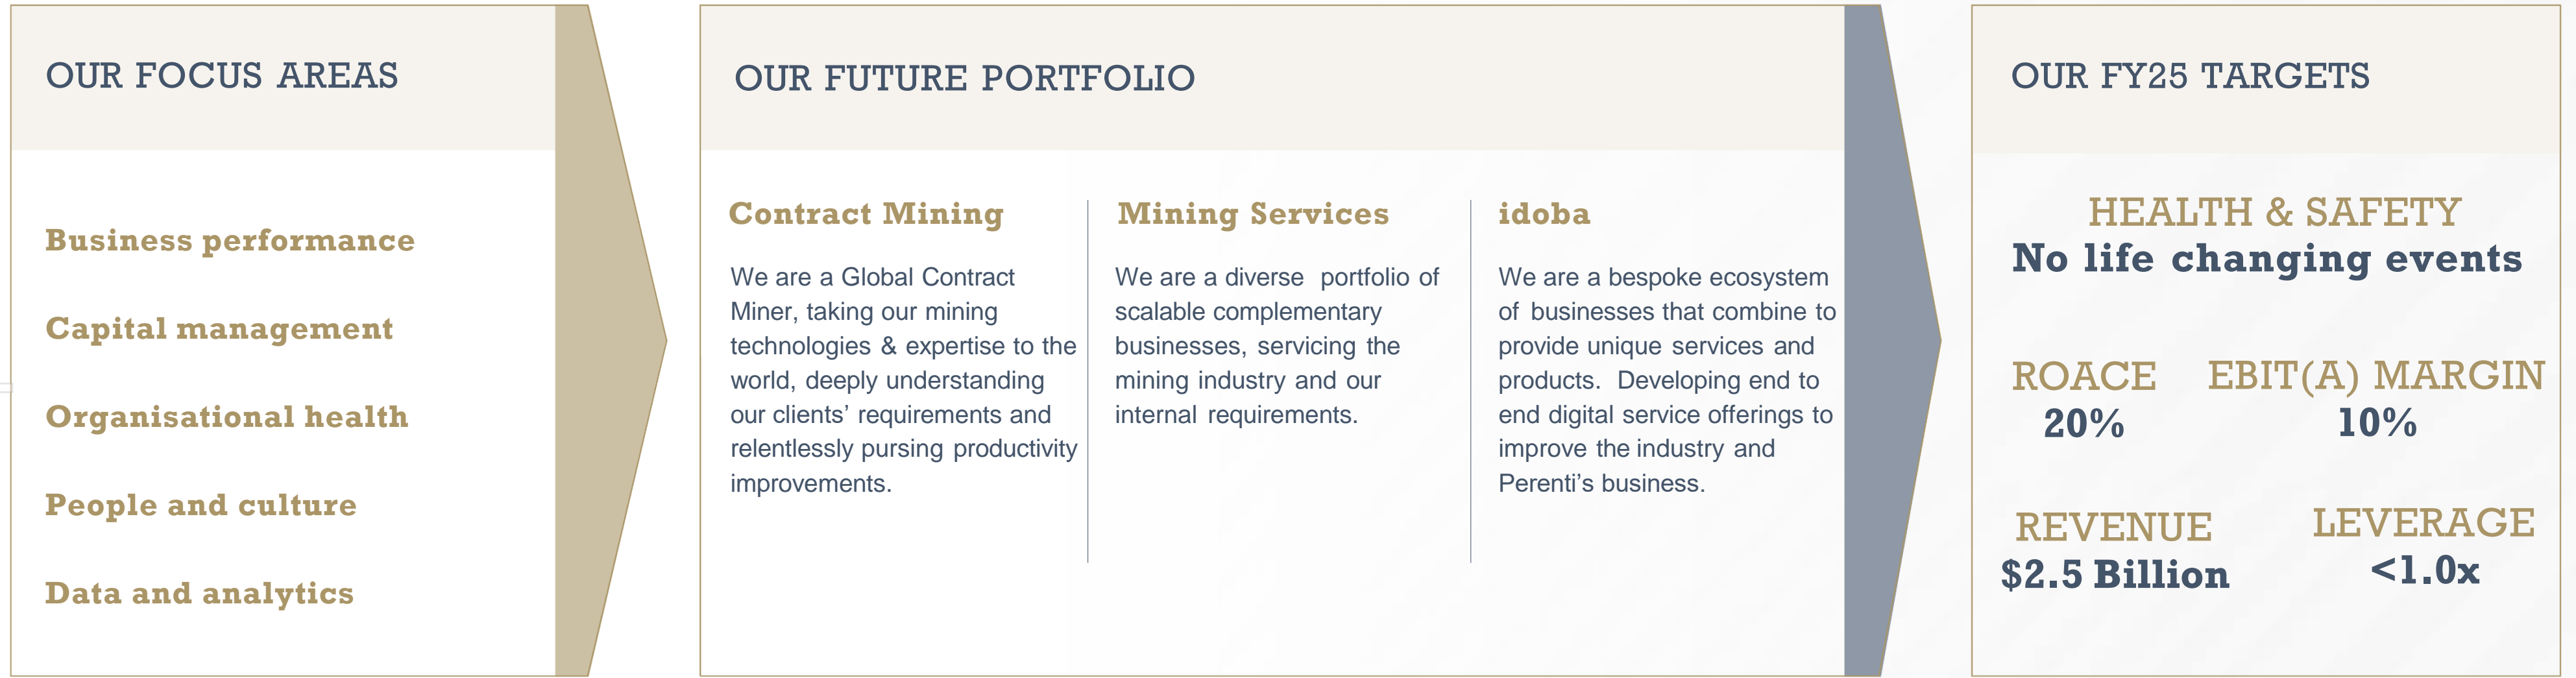 OUR FOCUS AREAS
Business performance
Capital management
Organisational health
People and culture
Data and analytics
OUR FUTURE PORTFOLIO
Contract Mining
We are a Global Contract
Miner, taking our mining
technologies & expertise to the
world, deeply understanding
our clients’ requirements and
relentlessly pursing productivity
improvements.
Mining Services
We are a diverse portfolio of
scalable complementary
businesses, servicing the
mining industry and our
internal requirements.
idoba
We are a bespoke ecosystem
of businesses that combine to
provide unique services and
products. Developing end to
end digital service offerings to
improve the industry and
Perenti’s business.
OUR FY25 TARGETS
HEALTH & SAFETY
No life changing events
ROACE
20%
EBIT(A) MARGIN
10%
REVENUE
$2.5 Billion
LEVERAGE
<1.0x